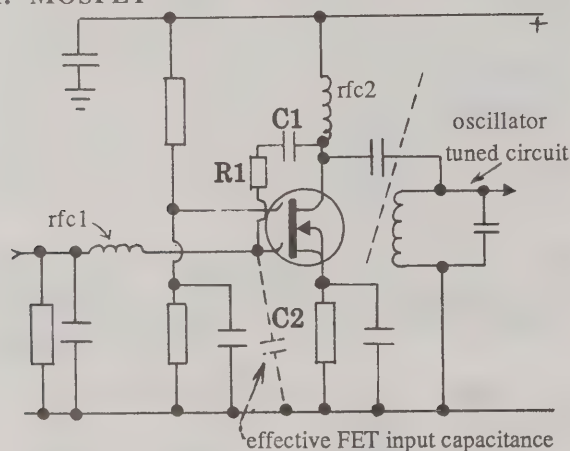 MOSFET
+
rfc2
C1
oscillator
tuned circuit
R1
rfc1
C2
effective FET input capacitance